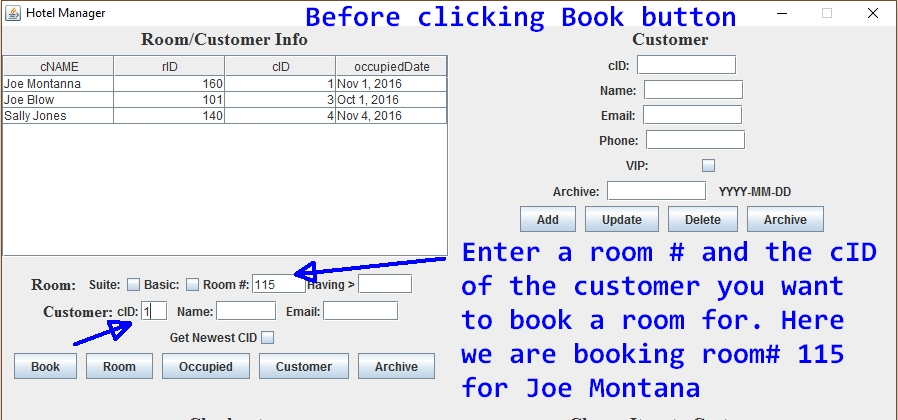 Hotel Manager
Before clicking Book button
Room/Customer Info
cNAME rID cID occupiedDate
Joe Montanna 160 1 Nov 1, 2016
Joe Blow 101 3 Oct 1, 2016
Sally Jones 140 4 Nov 4, 2016
Customer
cID:
Name:
Email:
Phone:
VIP:
Archive: YYYY-MM-DD
Add Update Delete Archive
Enter a room # and the cID
of the customer you want
to book a room for. Here
we are booking room# 115
for Joe Montana
Room: Suite: Basic: Room #: 115 Having >
Customer: cID: 1 Name: Email:
Get Newest CID
Book Room Occupied Customer Archive